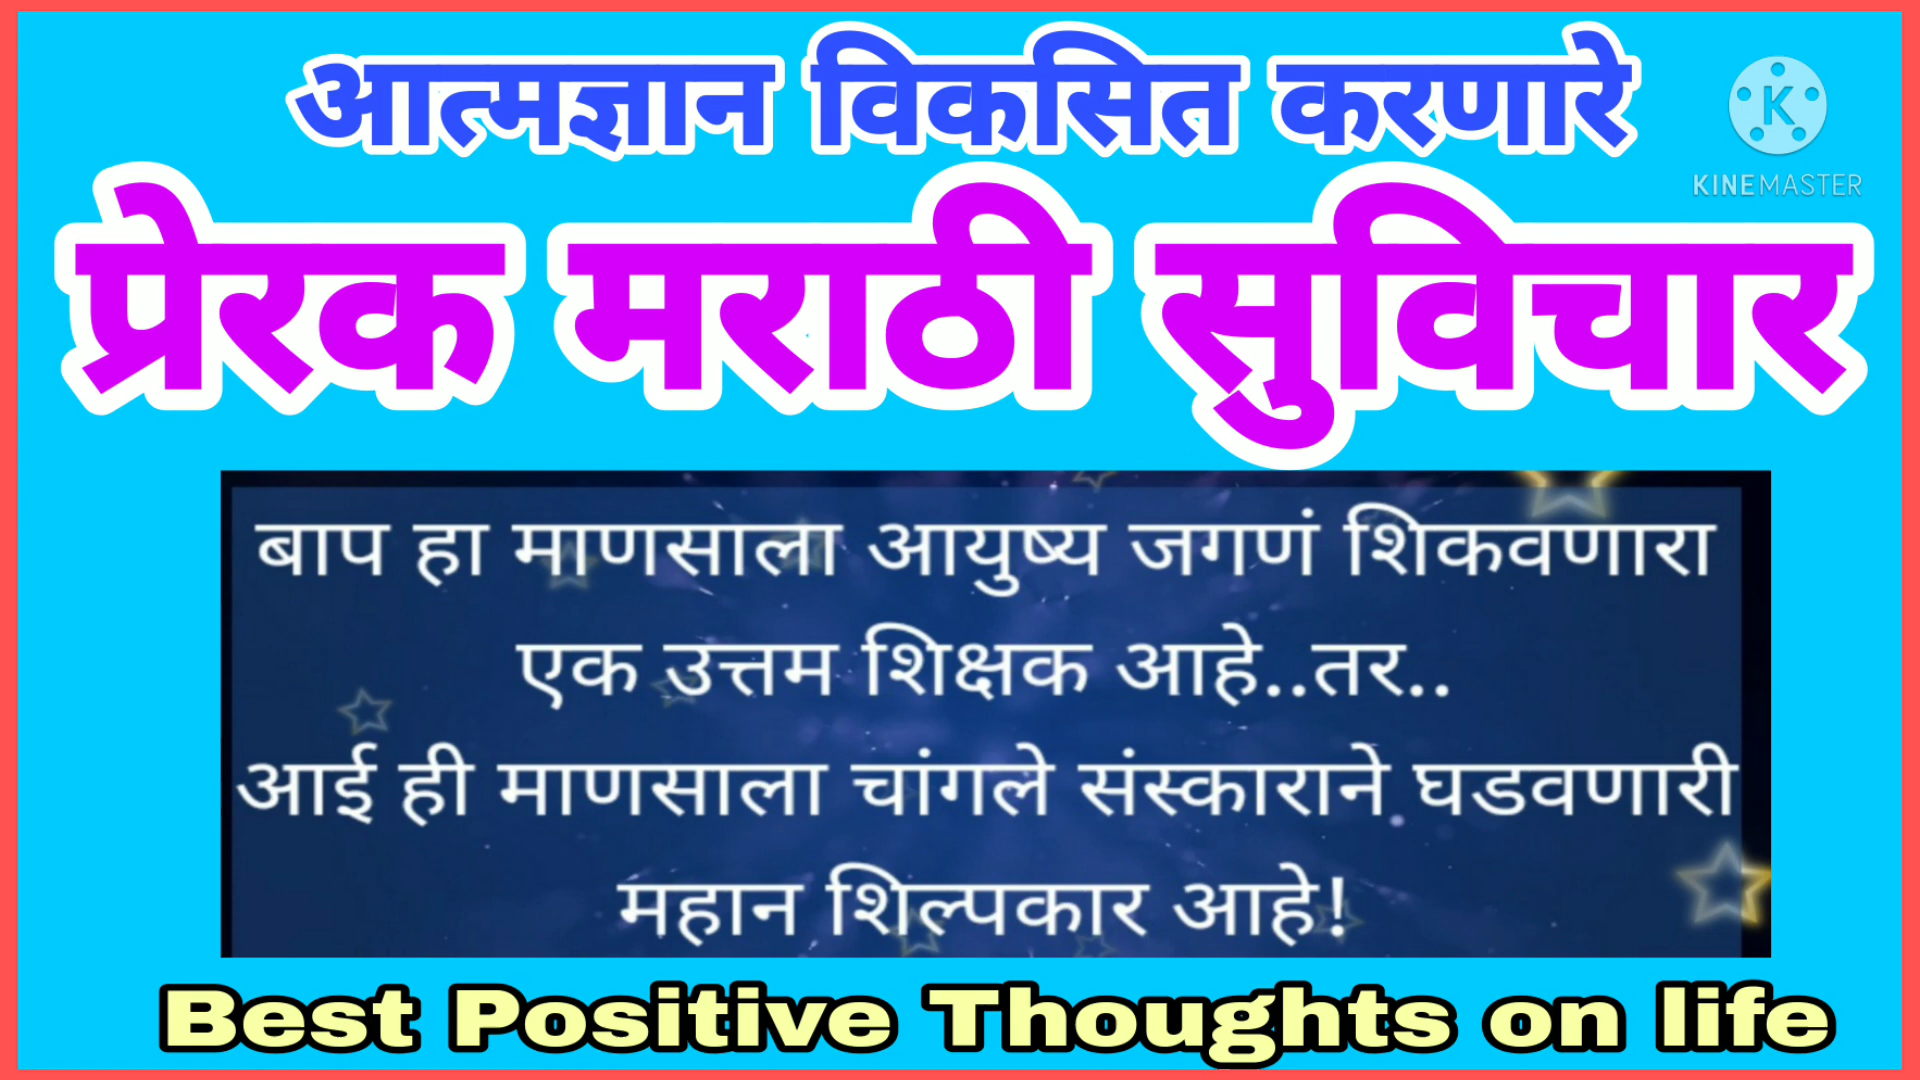 आत्मज्ञान विकसित करणारे
K
KINEMASTER
प्रेरक मराठी सुविचार
बाप हा माणसाला आयुष्य जगणं शिकवणारा
एक उत्तम शिक्षक आहे..तर..
आई ही माणसाला चांगले संस्काराने घडवणारी
महान शिल्पकार आहे!
Best Positive Thoughts on life